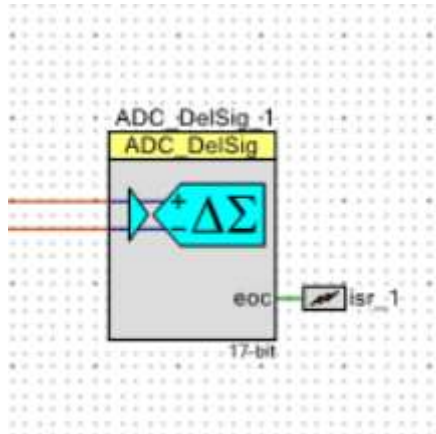 ADC_DelSig_1
ADC_DelSig
+
ΔΣ
−
eoc
isr_1
17-bit